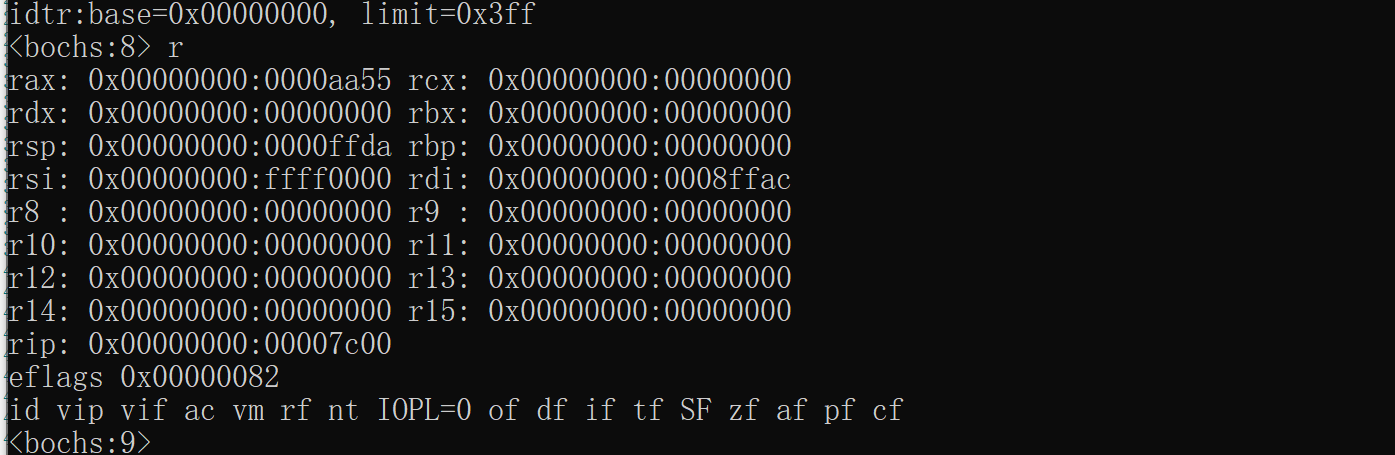 idtr:base=0x00000000, limit=0x3ff
<bochs:8> r
rax: 0x00000000:0000aa55 rcx: 0x00000000:00000000
rdx: 0x00000000:00000000 rbx: 0x00000000:00000000
rsp: 0x00000000:0000ffda rbp: 0x00000000:00000000
rsi: 0x00000000:ffff0000 rdi: 0x00000000:0008ffac
r8 : 0x00000000:00000000 r9 : 0x00000000:00000000
r10: 0x00000000:00000000 r11: 0x00000000:00000000
r12: 0x00000000:00000000 r13: 0x00000000:00000000
r14: 0x00000000:00000000 r15: 0x00000000:00000000
rip: 0x00000000:00007c00
eflags 0x00000082
id vip vif ac vm rf nt IOPL=0 of df if tf SF zf af pf cf
<bochs:9>